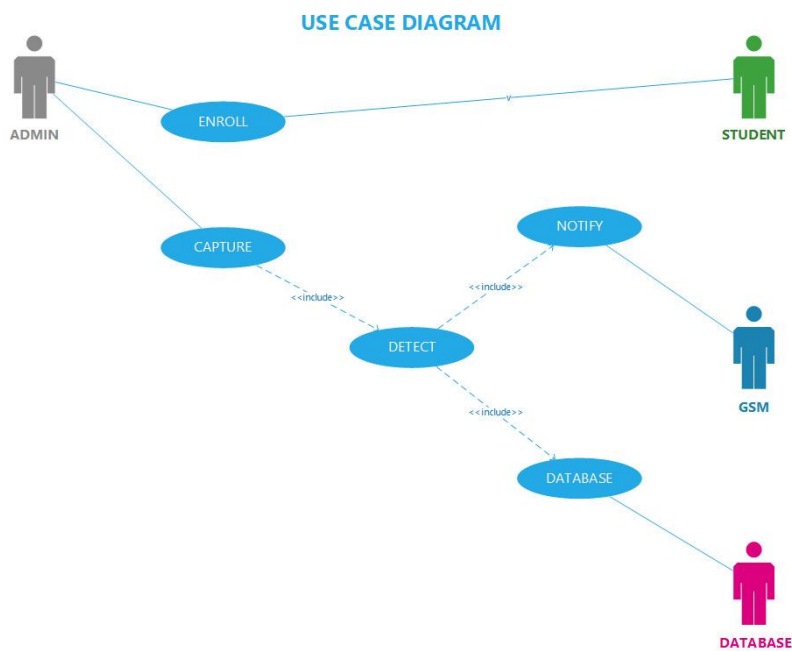 USE CASE DIAGRAM
ADMIN
ENROLL
v
STUDENT
CAPTURE
NOTIFY
<<include>>
<<include>>
DETECT
GSM
<<include>>
DATABASE
DATABASE